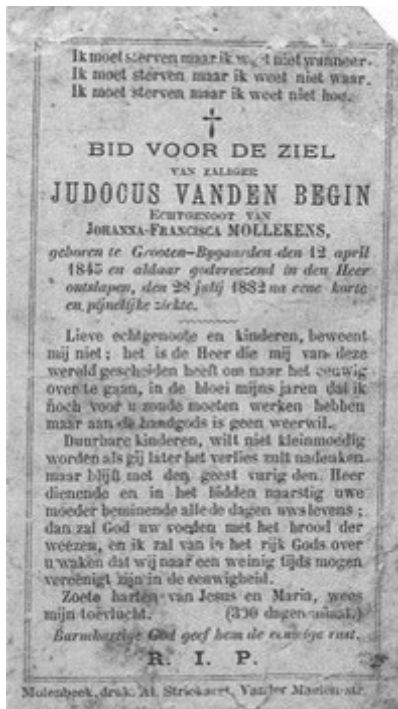 Ik moet sterven maar ik weet niet wanneer.
Ik moet sterven maar ik weet niet waar.
Ik moet sterven maar ik weet niet hoe.
BID VOOR DE ZIEL
VAN ZALIGER
JUDOCUS VANDEN BEGIN
ECHTGENOOT VAN
JOHANNA-FRANCISCA MOLLEKENS,
geboren te Grooten-Bygaarden den 12 april
1845 en aldaar godvreezend in den Heer
ontslapen, den 28 julij 1882 na eene korte
en pijnelijke ziekte.
Lieve echtgenoote en kinderen, beweent
mij niet; het is de Heer die mij van deze
wereld gescheiden heeft om naar het eeuwig
over te gaan, in de bloei mijns jaren dat ik
noch voor u zoude moeten werken hebben
maar aan de handgods is geen weerwil.
Duurbare kinderen, wilt niet kleinmoedig
worden als gij later het verlies zult nadenken
maar blijft met den geest vurig den Heer
dienende en in het bidden naarstig uwe
moeder beminende alle de dagen uws levens;
dan zal God uw voeden met het brood der
weezen, en ik zal van in het rijk Gods over
u waken dat wij naar een weinig tijds mogen
vereenigt zijn in de eeuwigheid.
Zoete harten van Jesus en Maria, wees
mijn toevlucht. (300 dagen aflaat.)
Barmhartige God geef hem de eeuwige rust.
R. I. P.
Molenbeek, druk. Al. Strickaert, Vander Maelen-str.